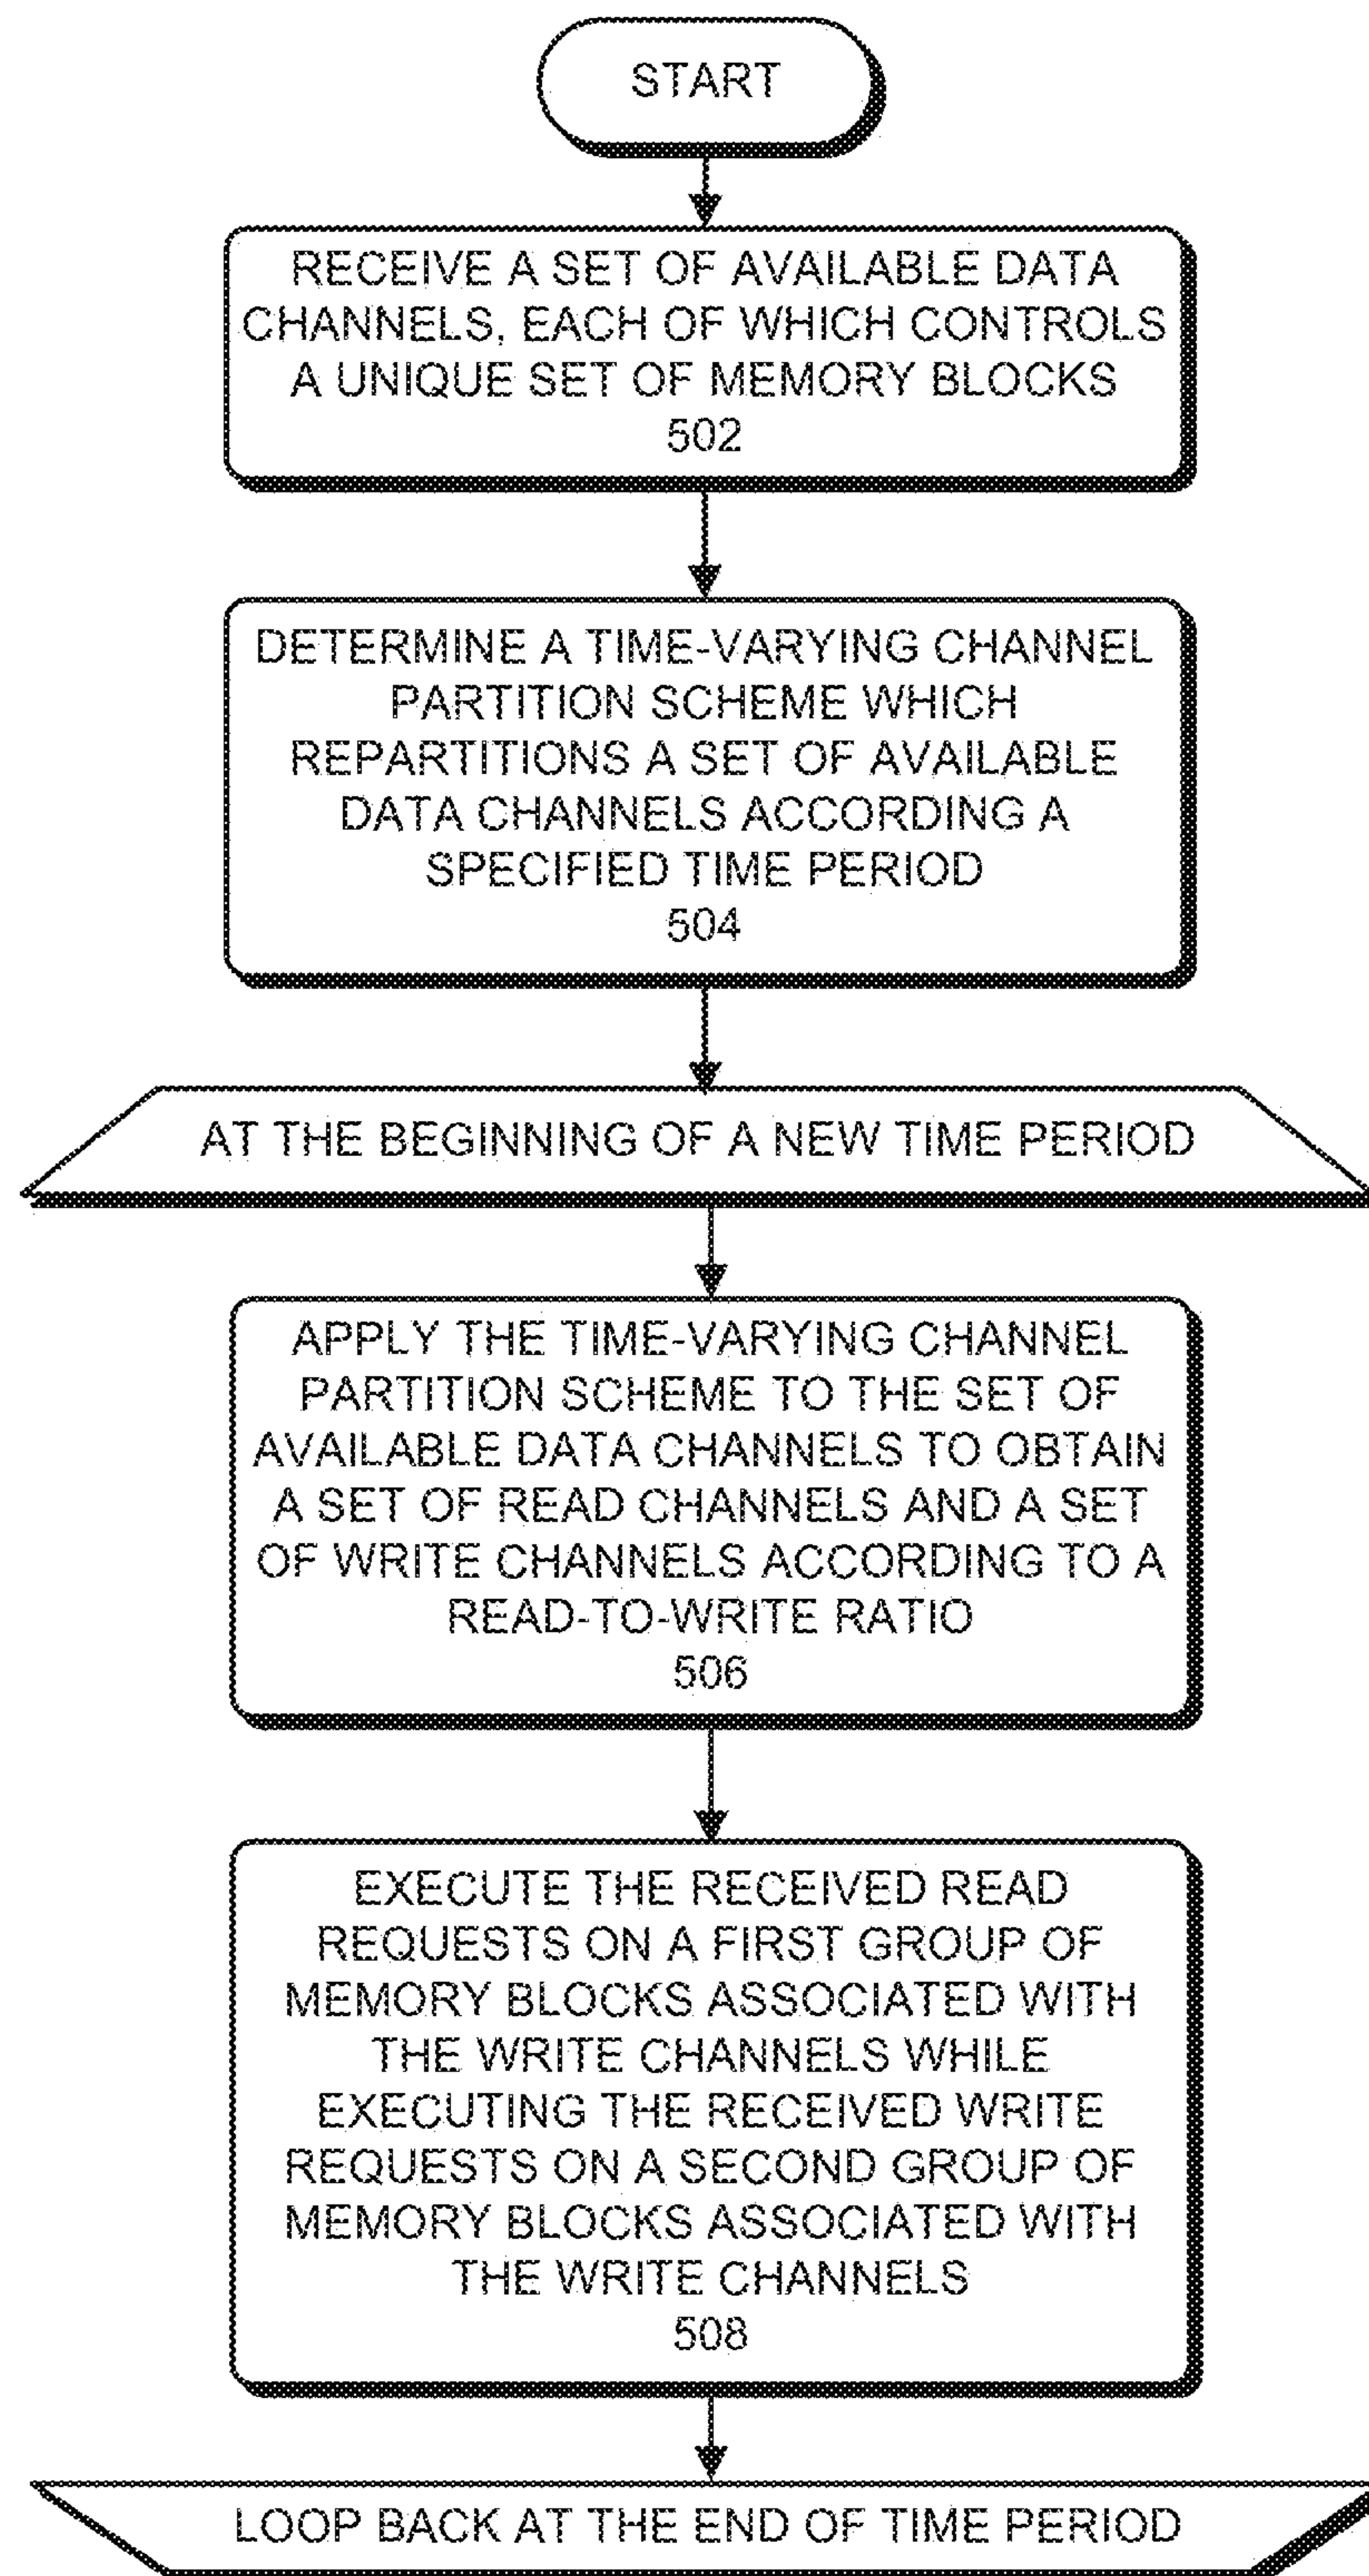 START
RECEIVE A SET OF AVAILABLE DATA
CHANNELS, EACH OF WHICH CONTROLS
A UNIQUE SET OF MEMORY BLOCKS
502
DETERMINE A TIME-VARYING CHANNEL
PARTITION SCHEME WHICH
REPARTITIONS A SET OF AVAILABLE
DATA CHANNELS ACCORDING A
SPECIFIED TIME PERIOD
504
AT THE BEGINNING OF A NEW TIME PERIOD
APPLY THE TIME-VARYING CHANNEL
PARTITION SCHEME TO THE SET OF
AVAILABLE DATA CHANNELS TO OBTAIN
A SET OF READ CHANNELS AND A SET
OF WRITE CHANNELS ACCORDING TO A
READ-TO-WRITE RATIO
506
EXECUTE THE RECEIVED READ
REQUESTS ON A FIRST GROUP OF
MEMORY BLOCKS ASSOCIATED WITH
THE WRITE CHANNELS WHILE
EXECUTING THE RECEIVED WRITE
REQUESTS ON A SECOND GROUP OF
MEMORY BLOCKS ASSOCIATED WITH
THE WRITE CHANNELS
508
LOOP BACK AT THE END OF TIME PERIOD